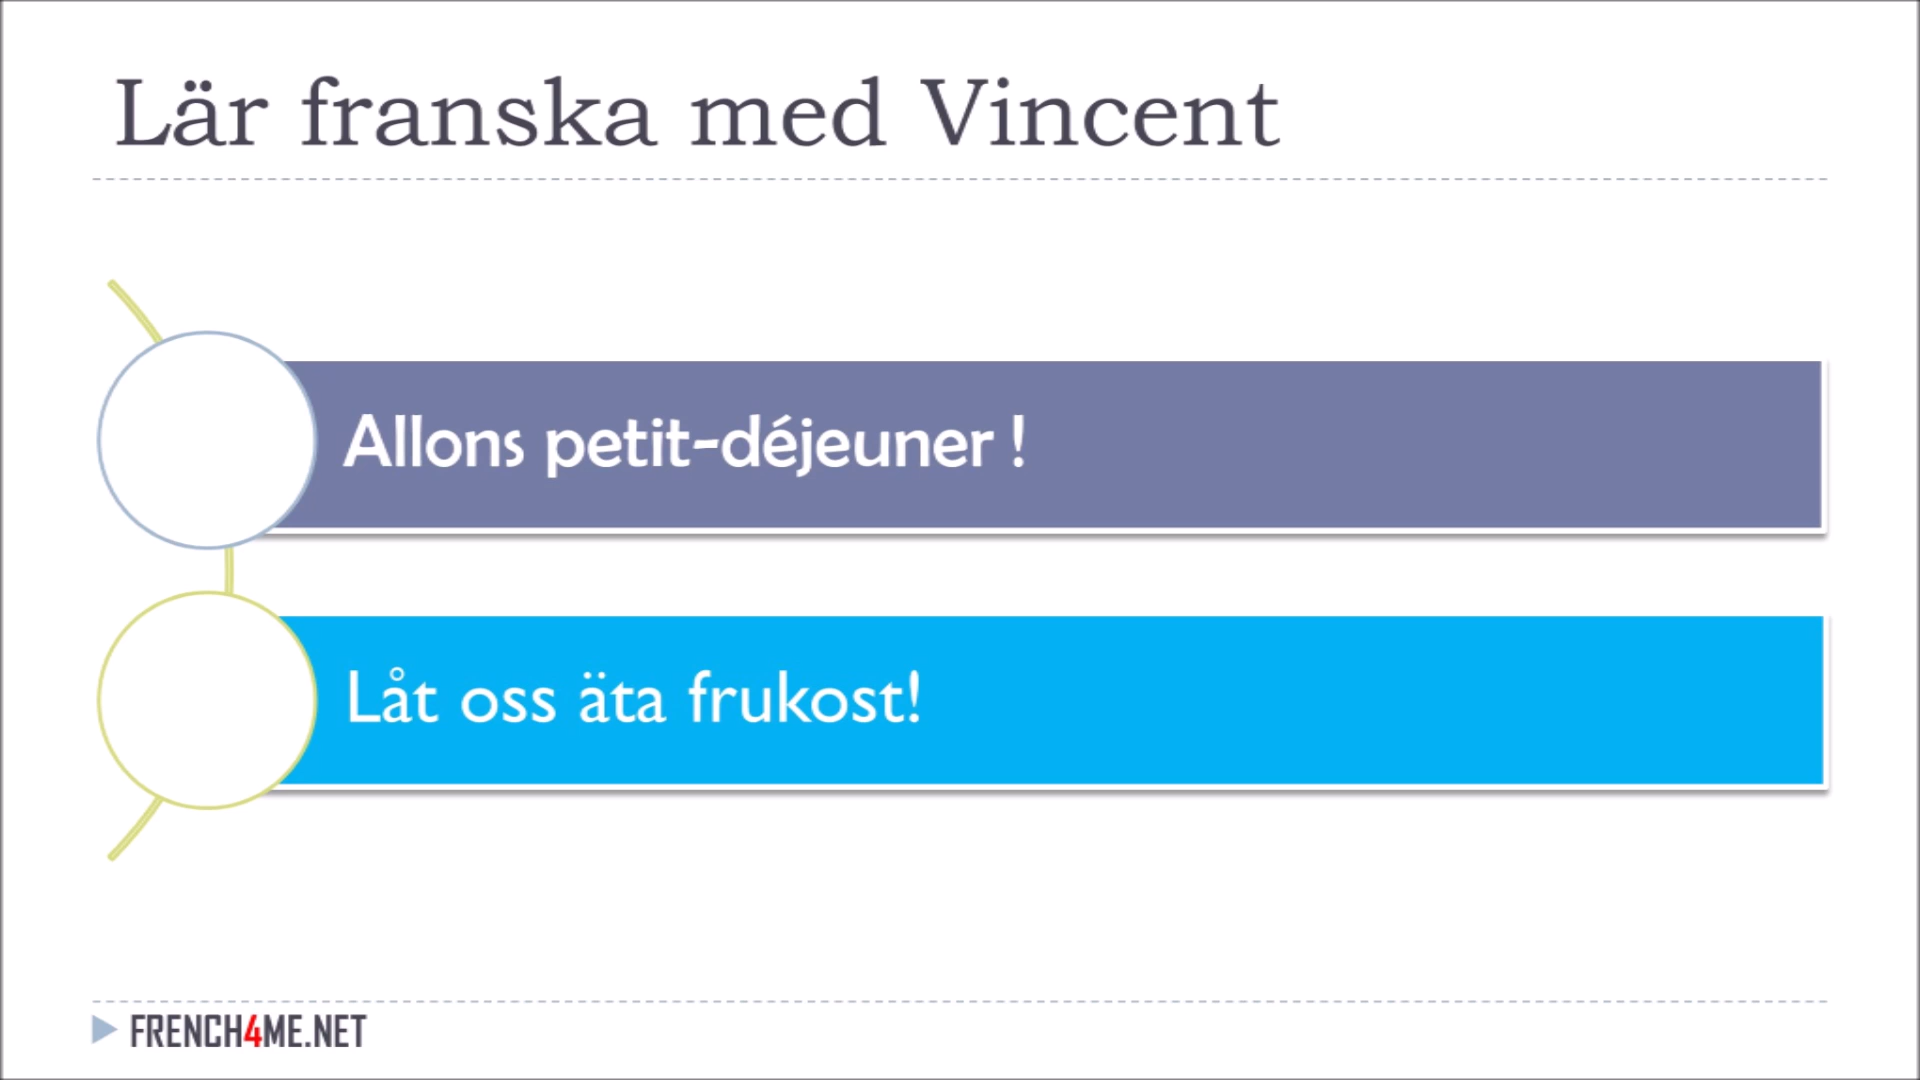 Lär franska med Vincent
Allons petit-déjeuner !
Låt oss äta frukost!
FRENCH4ME.NET